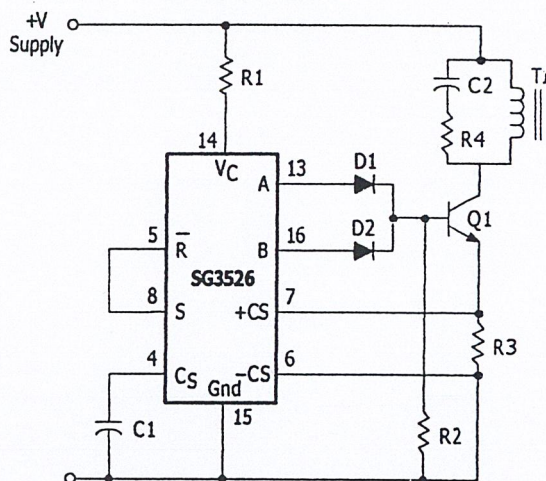 +V
Supply
R1
C2
R4
14
VC
13
A
D1
5
R̅
16
B
D2
Q1
SG3526
8
S
7
+CS
R3
4
CS
6
−CS
Gnd
15
C1
R2